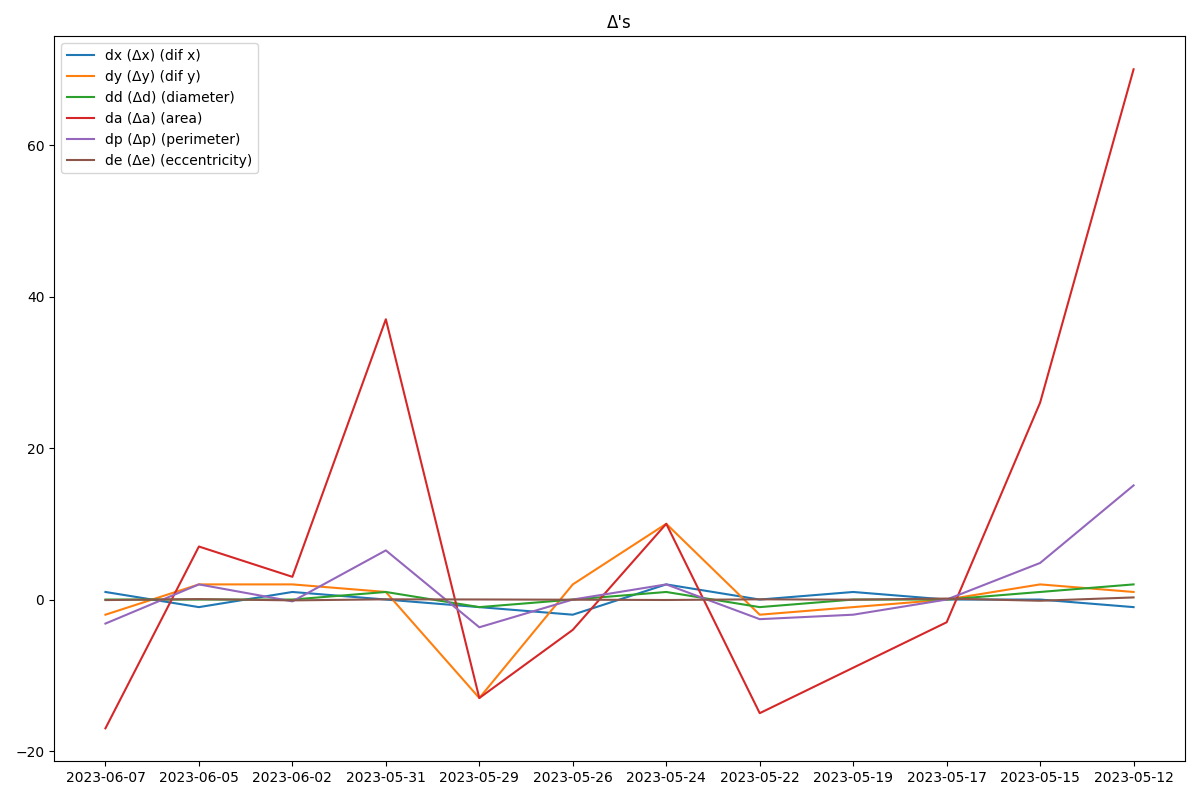 Δ's
dx (Δx) (dif x)
dy (Δy) (dif y)
dd (Δd) (diameter)
da (Δa) (area)
dp (Δp) (perimeter)
de (Δe) (eccentricity)
60
40
20
0
−20
2023-06-07 2023-06-05 2023-06-02 2023-05-31 2023-05-29 2023-05-26 2023-05-24 2023-05-22 2023-05-19 2023-05-17 2023-05-15 2023-05-12